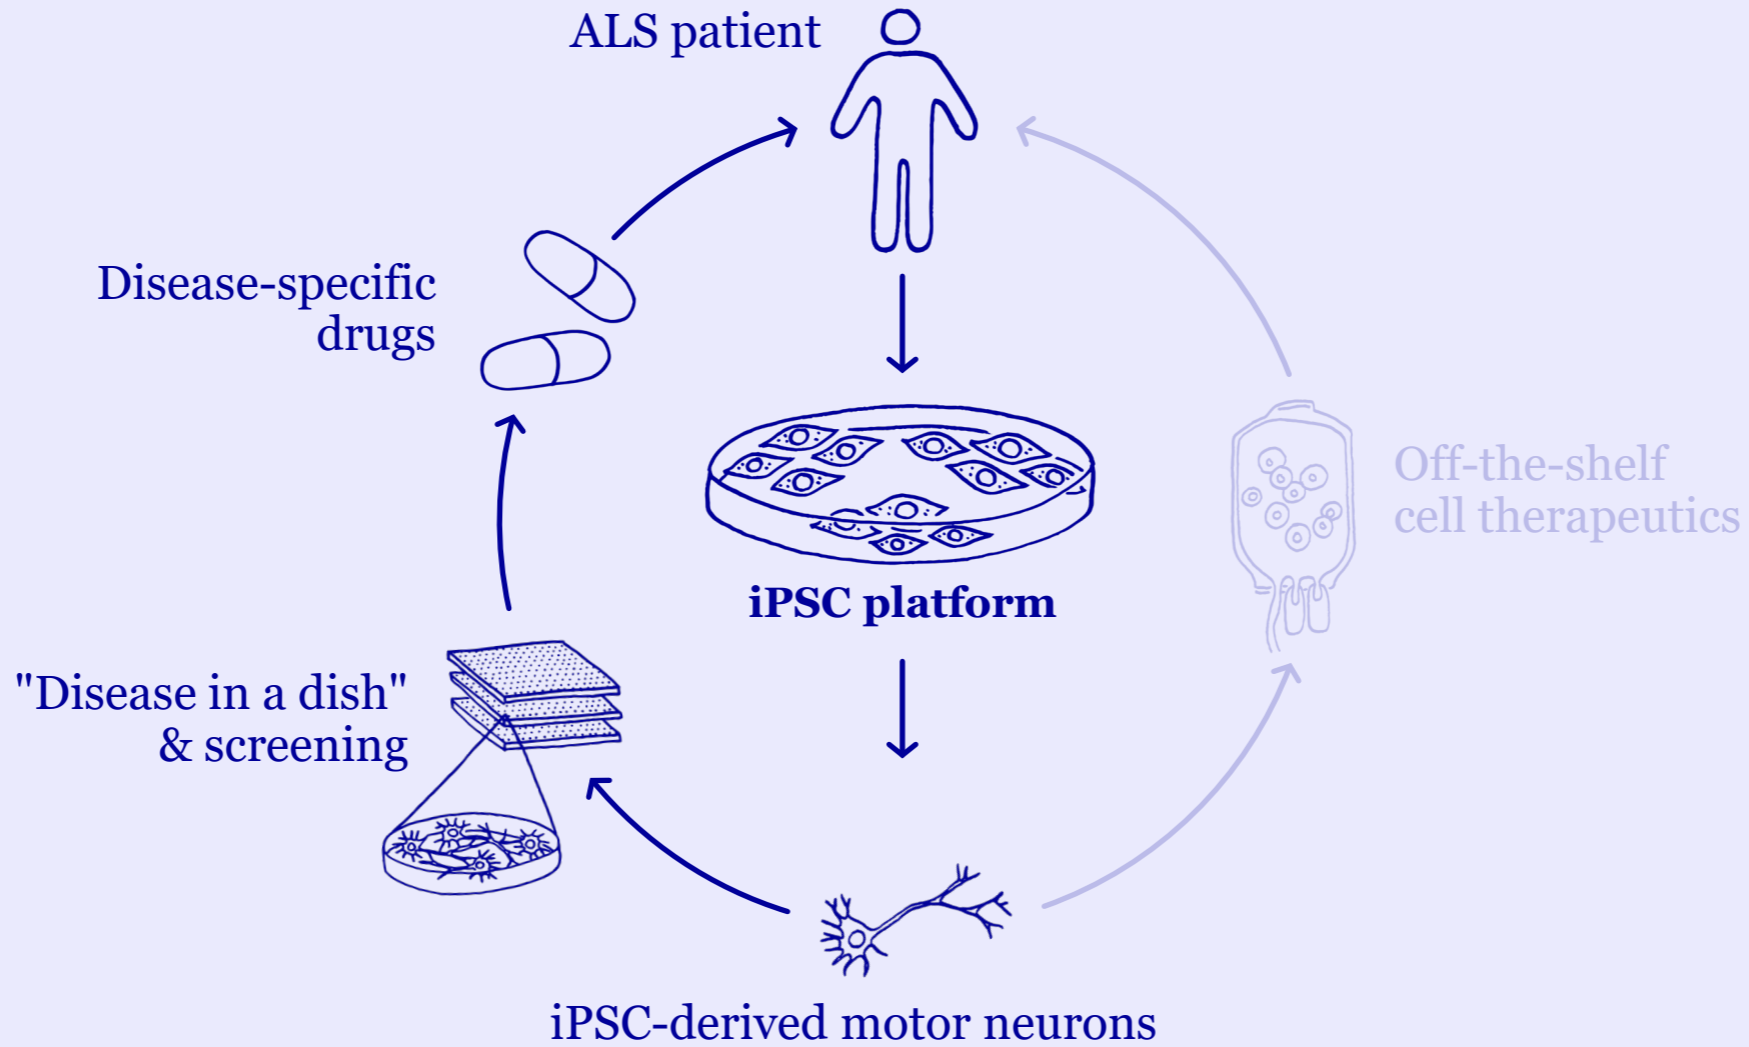 ALS patient
Disease-specific
drugs
Off-the-shelf
cell therapeutics
iPSC platform
"Disease in a dish"
& screening
iPSC-derived motor neurons